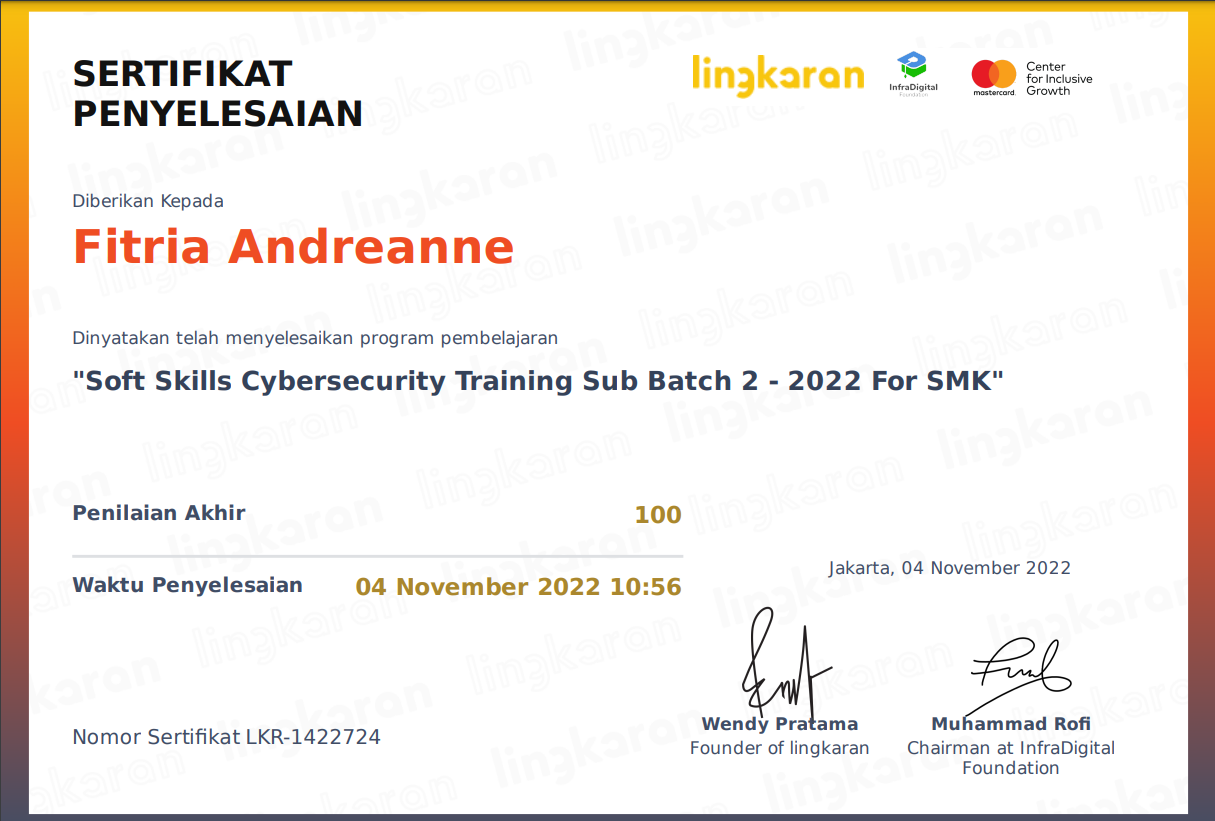 SERTIFIKAT
PENYELESAIAN
lingkaran
InfraDigital
Foundation
mastercard.
Center
for Inclusive
Growth
Diberikan Kepada
Fitria Andreanne
Dinyatakan telah menyelesaikan program pembelajaran
"Soft Skills Cybersecurity Training Sub Batch 2 - 2022 For SMK"
Penilaian Akhir 100
Waktu Penyelesaian 04 November 2022 10:56
Jakarta, 04 November 2022
Wendy Pratama
Founder of lingkaran
Muhammad Rofi
Chairman at InfraDigital
Foundation
Nomor Sertifikat LKR-1422724